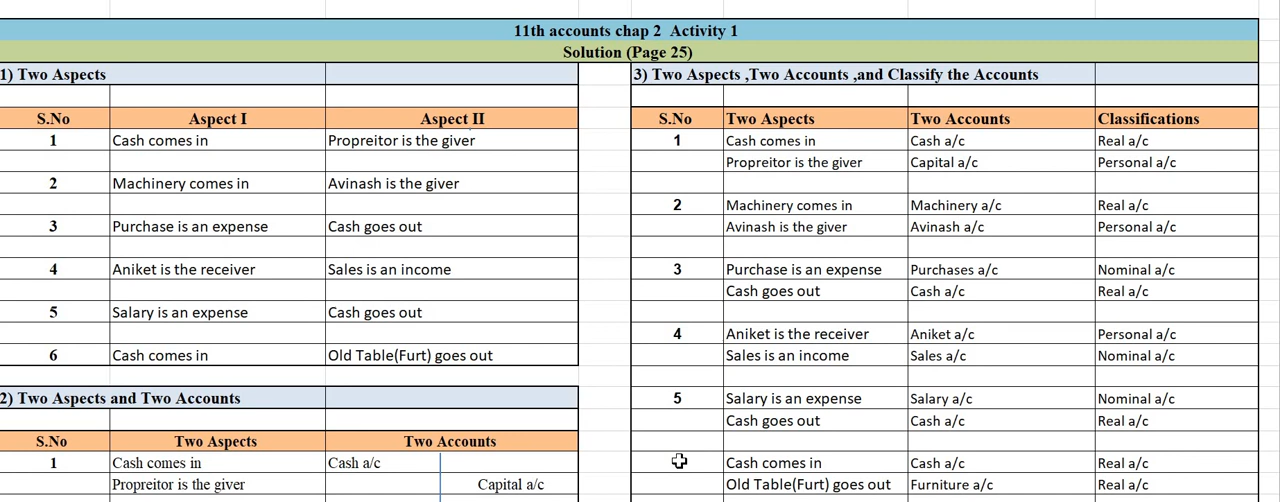 11th accounts chap 2 Activity 1
Solution (Page 25)
1) Two Aspects
S.No Aspect I Aspect II
1 Cash comes in Propreitor is the giver
2 Machinery comes in Avinash is the giver
3 Purchase is an expense Cash goes out
4 Aniket is the receiver Sales is an income
5 Salary is an expense Cash goes out
6 Cash comes in Old Table(Furt) goes out
2) Two Aspects and Two Accounts
S.No Two Aspects Two Accounts
1 Cash comes in Cash a/c
Propreitor is the giver Capital a/c
3) Two Aspects ,Two Accounts ,and Classify the Accounts
S.No Two Aspects Two Accounts Classifications
1 Cash comes in Cash a/c Real a/c
Propreitor is the giver Capital a/c Personal a/c
2 Machinery comes in Machinery a/c Real a/c
Avinash is the giver Avinash a/c Personal a/c
3 Purchase is an expense Purchases a/c Nominal a/c
Cash goes out Cash a/c Real a/c
4 Aniket is the receiver Aniket a/c Personal a/c
Sales is an income Sales a/c Nominal a/c
5 Salary is an expense Salary a/c Nominal a/c
Cash goes out Cash a/c Real a/c
Cash comes in Cash a/c Real a/c
Old Table(Furt) goes out Furniture a/c Real a/c